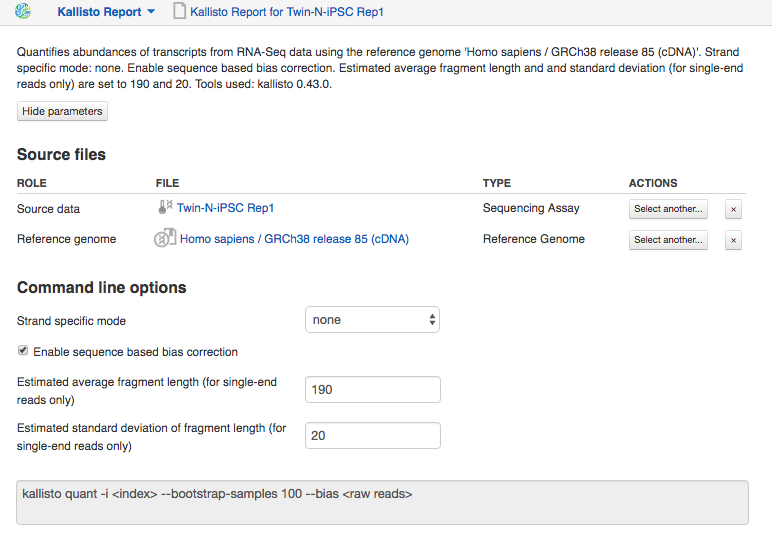 Kallisto Report Kallisto Report for Twin-N-iPSC Rep1
Quantifies abundances of transcripts from RNA-Seq data using the reference genome 'Homo sapiens / GRCh38 release 85 (cDNA)'. Strand
specific mode: none. Enable sequence based bias correction. Estimated average fragment length and and standard deviation (for single-end
reads only) are set to 190 and 20. Tools used: kallisto 0.43.0.
Hide parameters
Source files
ROLE FILE TYPE ACTIONS
Source data Twin-N-iPSC Rep1 Sequencing Assay Select another... ×
Reference genome Homo sapiens / GRCh38 release 85 (cDNA) Reference Genome Select another... ×
Command line options
Strand specific mode none
Enable sequence based bias correction
Estimated average fragment length (for single-end
reads only) 190
Estimated standard deviation of fragment length (for
single-end reads only) 20
kallisto quant -i <index> --bootstrap-samples 100 --bias <raw reads>